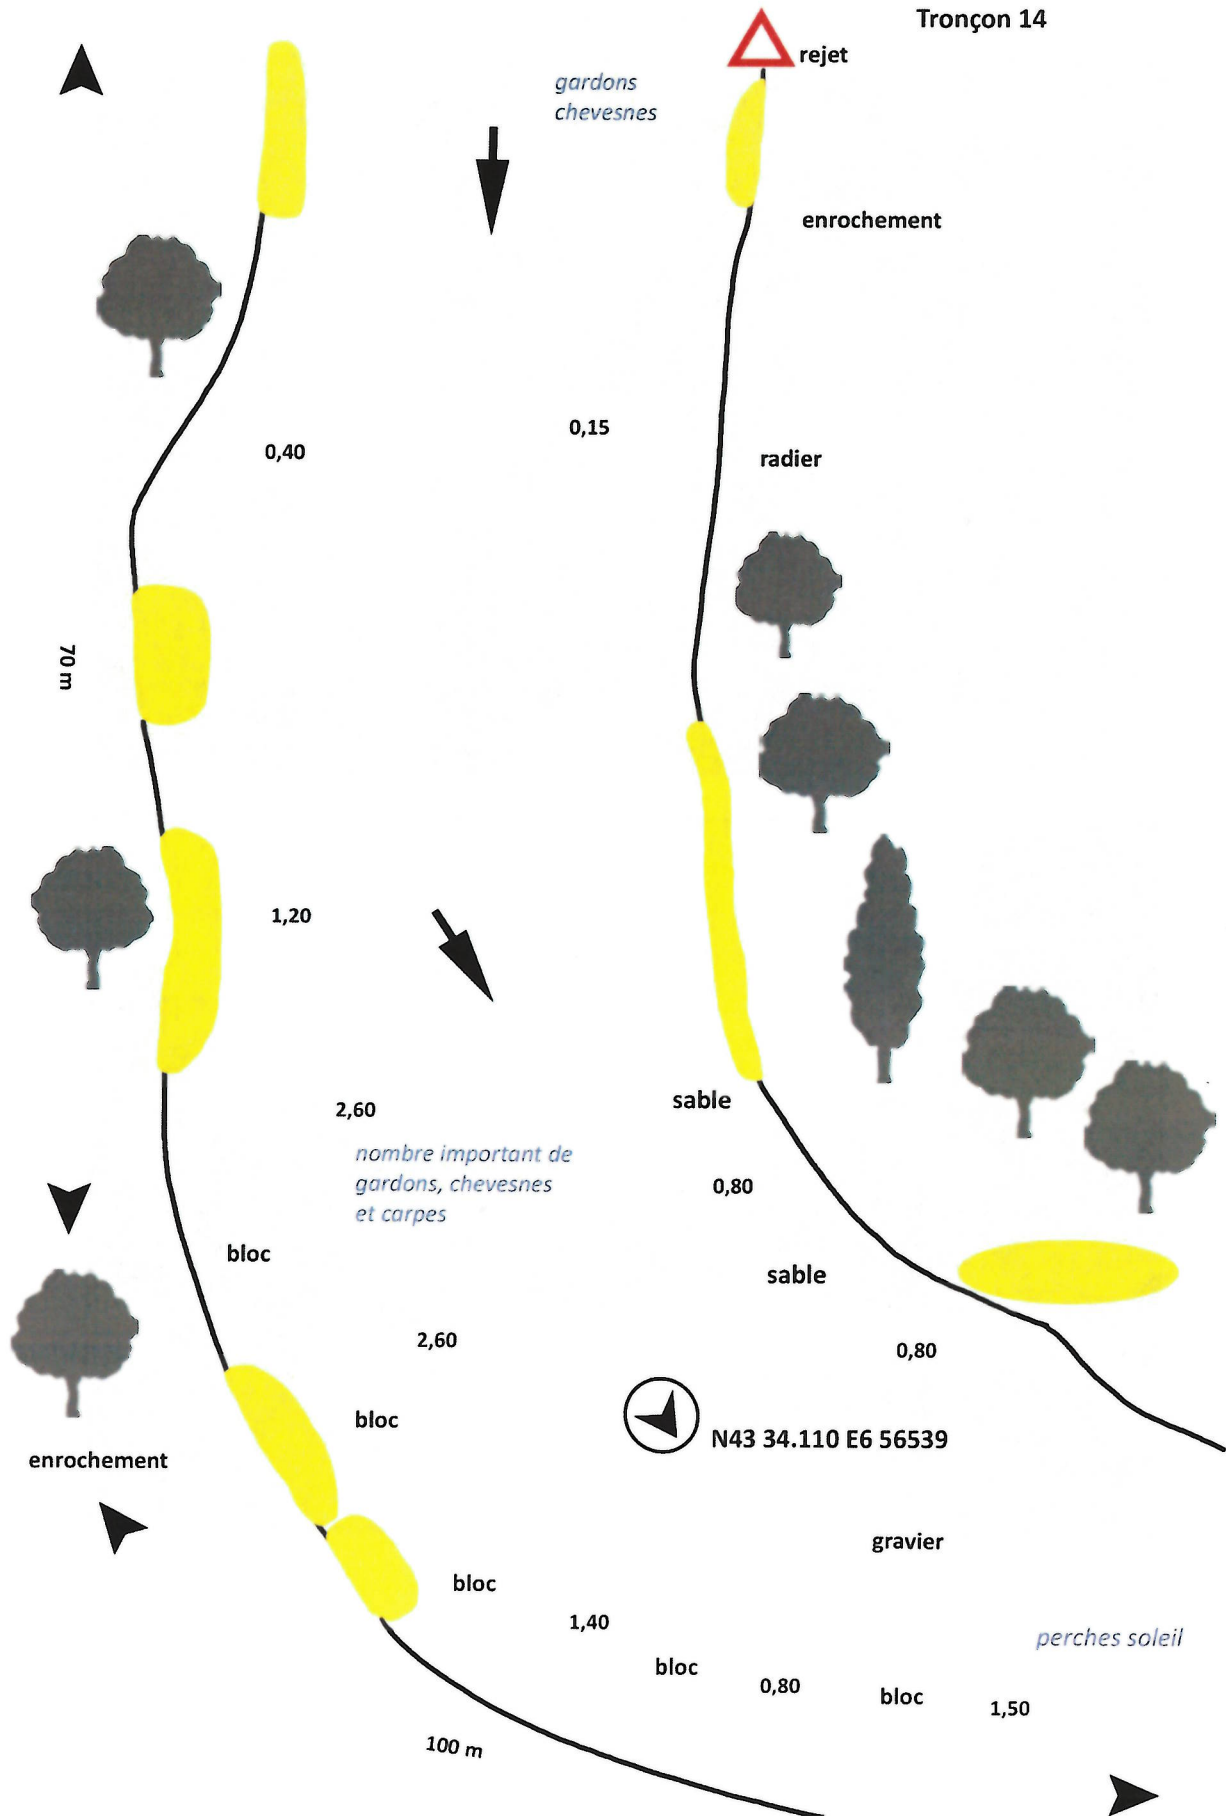 Tronçon 14
rejet
gardons
chevesnes
enrochement
0,15
0,40
radier
70 m
1,20
sable
2,60
nombre important de
gardons, chevesnes
et carpes
0,80
bloc
sable
2,60
0,80
bloc
N43 34.110 E6 56539
enrochement
gravier
bloc
1,40
perches soleil
bloc
0,80
bloc
1,50
100 m